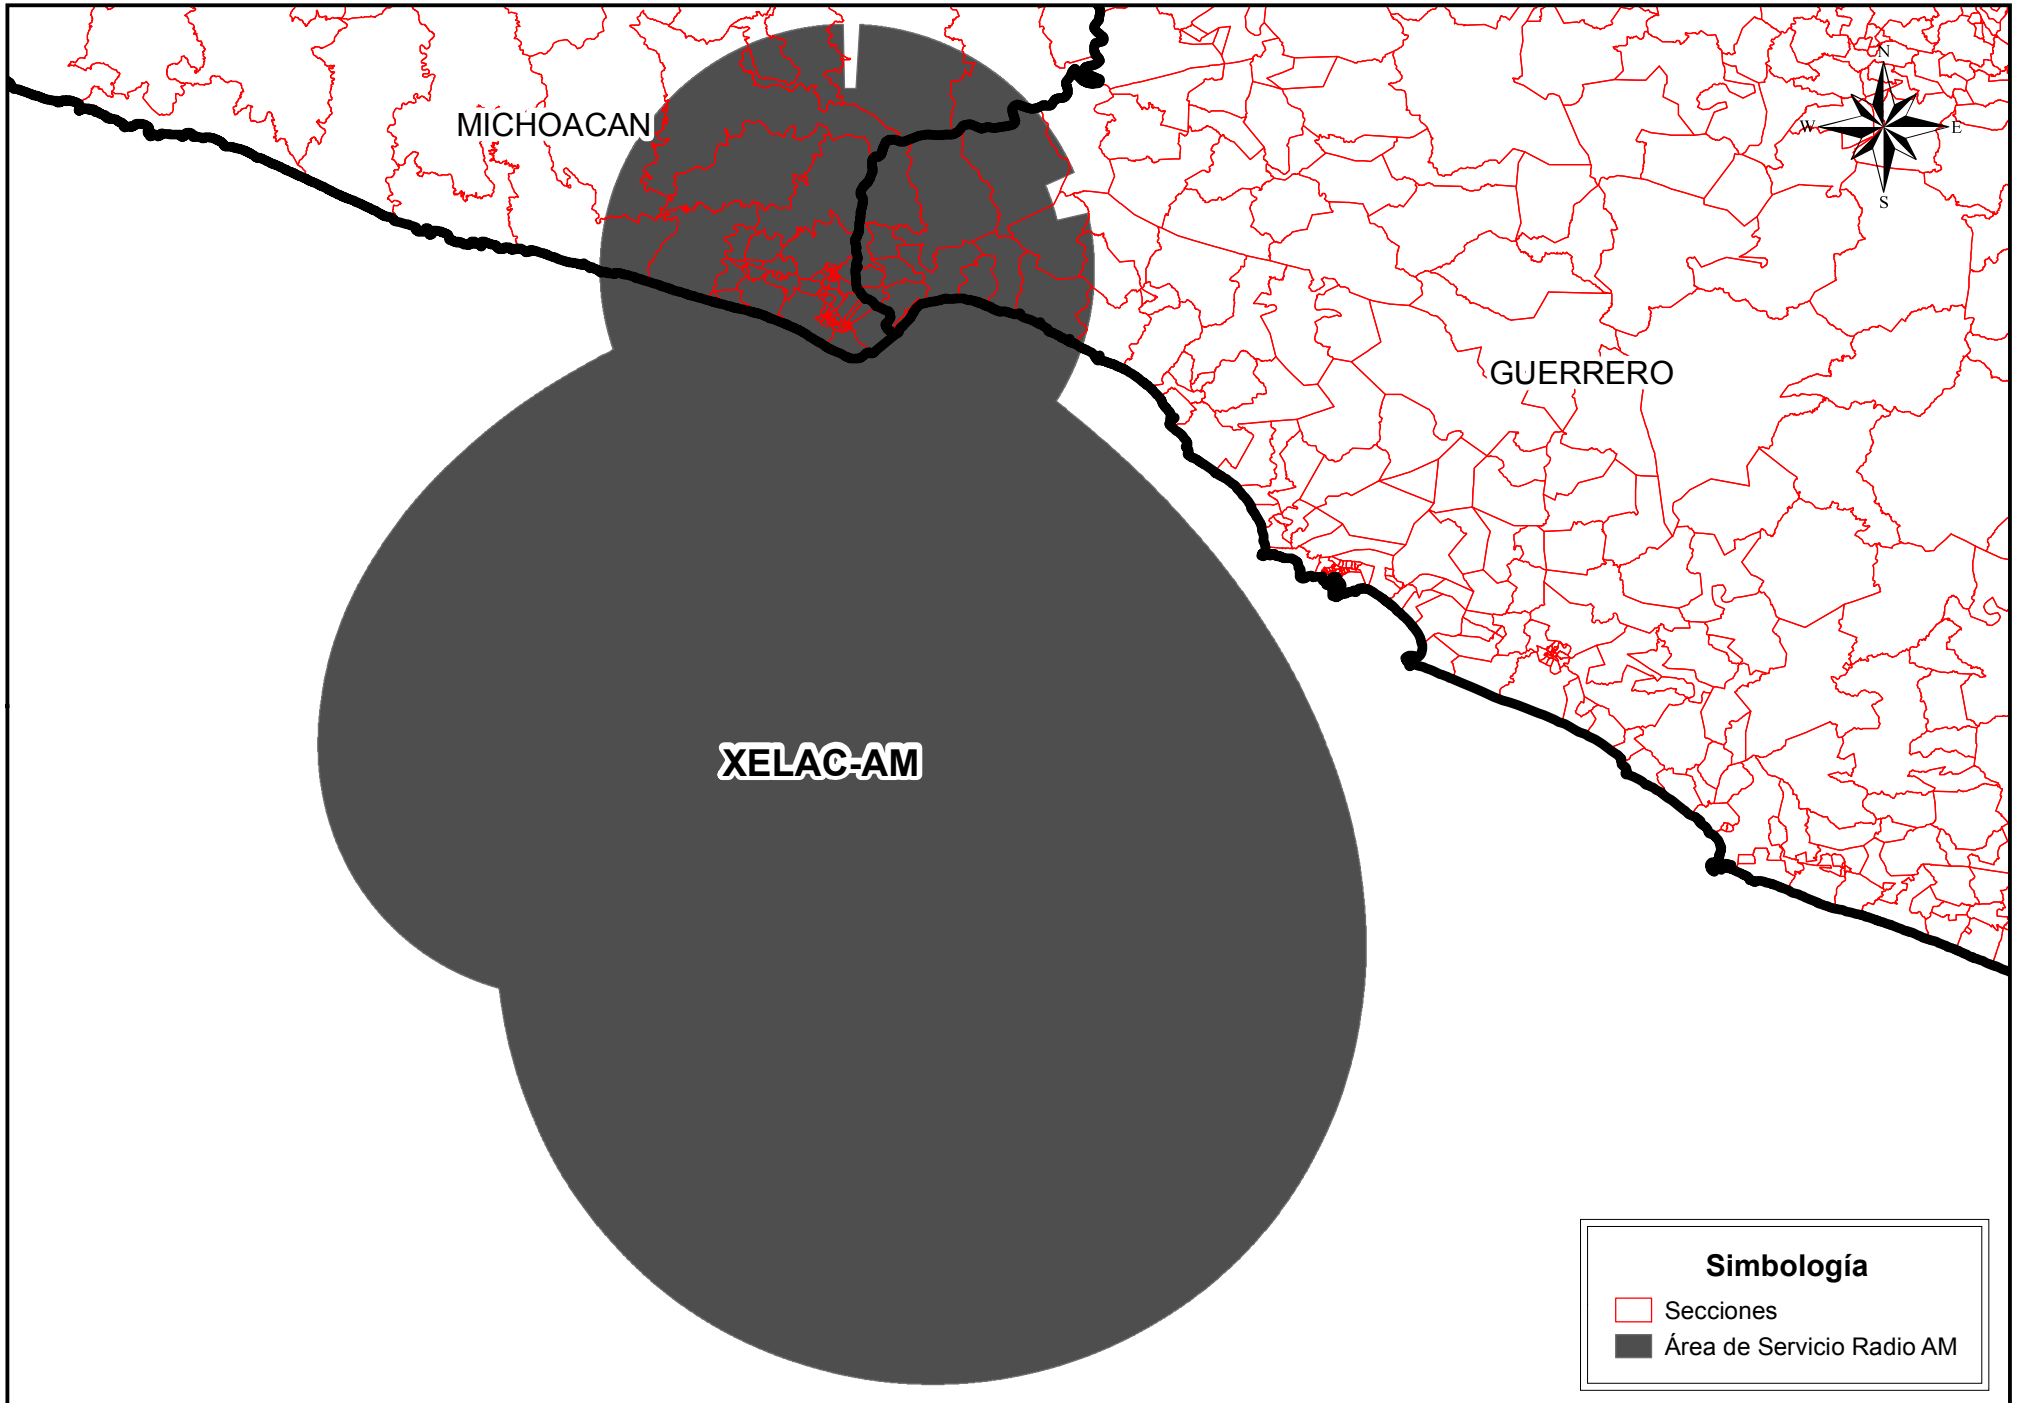 N
W
E
S
MICHOACAN
GUERRERO
XELAC-AM
Simbología
Secciones
Área de Servicio Radio AM